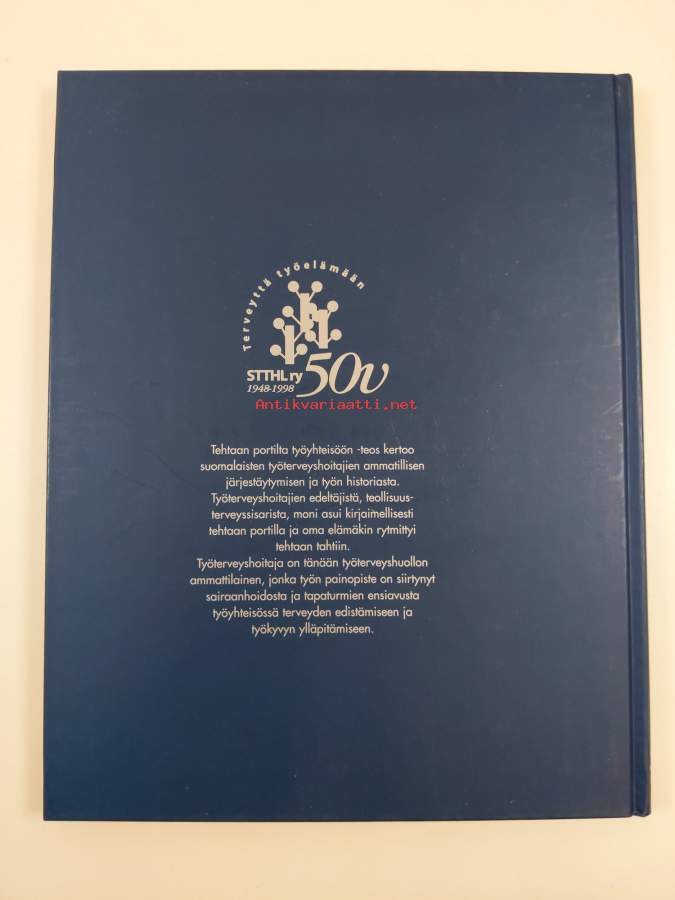 Terveyttä työelämään
STTHL ry 50v
1948-1998
Antikvariaatti.net
Tehtaan portilta työyhteisöön -teos kertoo
suomalaisten työterveyshoitajien ammatillisen
järjestäytymisen ja työn historiasta.
Työterveyshoitajien edeltäjistä, teollisuus-
terveyssisarista, moni asui kirjaimellisesti
tehtaan portilla ja oma elämäkin rytmittyi
tehtaan tahtiin.
Työterveyshoitaja on tänään työterveyshuollon
ammattilainen, jonka työn painopiste on siirtynyt
sairaanhoidosta ja tapaturmien ensiavusta
työyhteisössä terveyden edistämiseen ja
työkyvyn ylläpitämiseen.